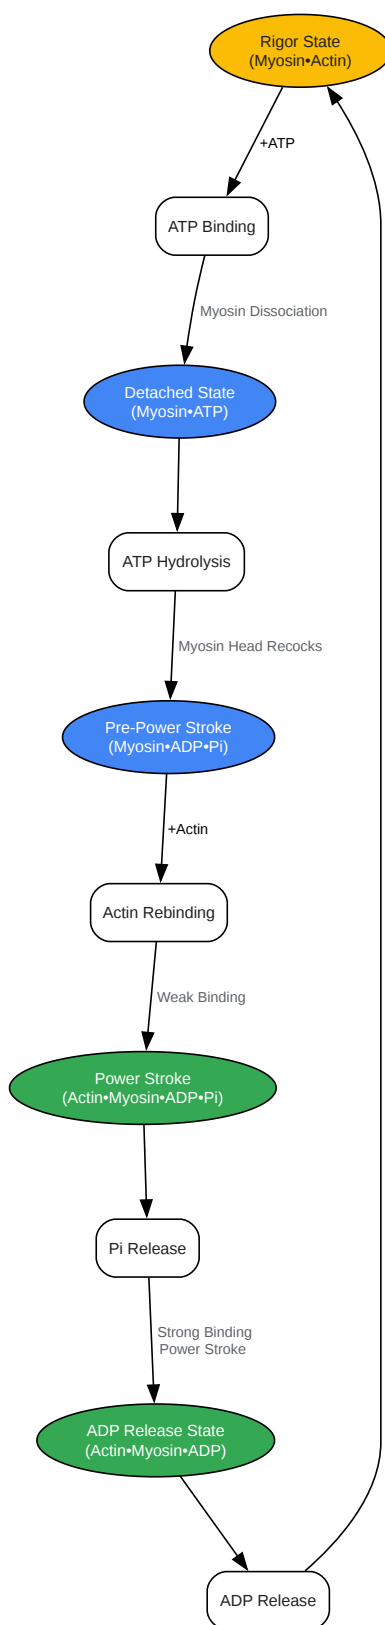 Rigor State
(Myosin•Actin)
+ATP
ATP Binding
Myosin Dissociation
Detached State
(Myosin•ATP)
ATP Hydrolysis
Myosin Head Recocks
Pre-Power Stroke
(Myosin•ADP•Pi)
+Actin
Actin Rebinding
Weak Binding
Power Stroke
(Actin•Myosin•ADP•Pi)
Pi Release
Strong Binding
Power Stroke
ADP Release State
(Actin•Myosin•ADP)
ADP Release